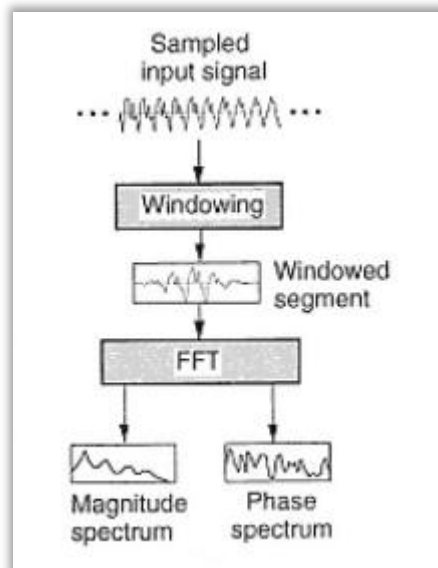 Sampled
input signal
Windowing
Windowed
segment
FFT
Magnitude
spectrum
Phase
spectrum